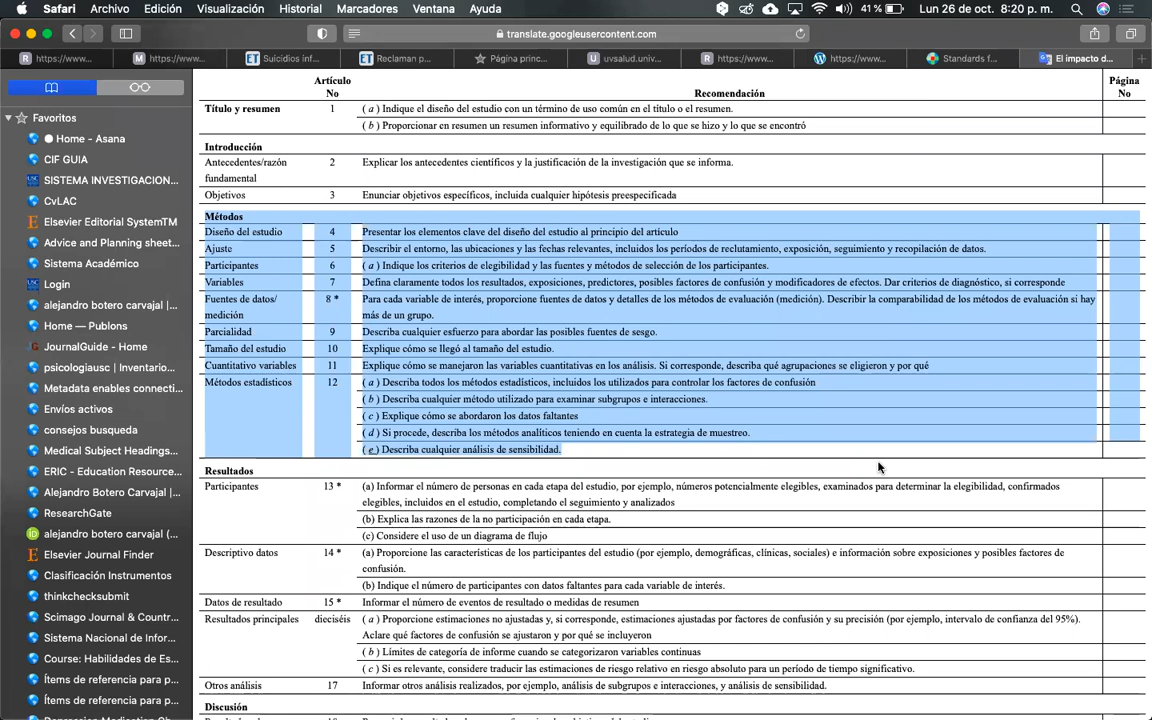 Safari Archivo Edición Visualización Historial Marcadores Ventana Ayuda 41 % Lun 26 de oct. 8:20 p. m.
translate.googleusercontent.com
https://www... https://www... Suicidios inf... Reclaman p... Página princ... uvsalud.univ... https://www... https://www... Standards f... El impacto d...
Favoritos
Home - Asana
CIF GUIA
SISTEMA INVESTIGACION...
CvLAC
Elsevier Editorial SystemTM
Advice and Planning sheet...
Sistema Académico
Login
alejandro botero carvajal |...
Home — Publons
JournalGuide - Home
psicologiausc | Inventario...
Metadata enables connecti...
Envíos activos
consejos busqueda
Medical Subject Headings...
ERIC - Education Resource...
Alejandro Botero Carvajal |...
ResearchGate
alejandro botero carvajal (...
Elsevier Journal Finder
Clasificación Instrumentos
thinkchecksubmit
Scimago Journal & Countr...
Sistema Nacional de Infor...
Course: Habilidades de Es...
Ítems de referencia para p...
Ítems de referencia para p...
Artículo
No
Recomendación
Página
No
Título y resumen 1 ( a ) Indique el diseño del estudio con un término de uso común en el título o el resumen.
( b ) Proporcionar en resumen un resumen informativo y equilibrado de lo que se hizo y lo que se encontró
Introducción
Antecedentes/razón
fundamental
2 Explicar los antecedentes científicos y la justificación de la investigación que se informa.
Objetivos 3 Enunciar objetivos específicos, incluida cualquier hipótesis preespecificada
Métodos
Diseño del estudio 4 Presentar los elementos clave del diseño del estudio al principio del artículo
Ajuste 5 Describir el entorno, las ubicaciones y las fechas relevantes, incluidos los períodos de reclutamiento, exposición, seguimiento y recopilación de datos.
Participantes 6 ( a ) Indique los criterios de elegibilidad y las fuentes y métodos de selección de los participantes.
Variables 7 Defina claramente todos los resultados, exposiciones, predictores, posibles factores de confusión y modificadores de efectos. Dar criterios de diagnóstico, si corresponde
Fuentes de datos/
medición
8 * Para cada variable de interés, proporcione fuentes de datos y detalles de los métodos de evaluación (medición). Describir la comparabilidad de los métodos de evaluación si hay
más de un grupo.
Parcialidad 9 Describa cualquier esfuerzo para abordar las posibles fuentes de sesgo.
Tamaño del estudio 10 Explique cómo se llegó al tamaño del estudio.
Cuantitativo variables 11 Explique cómo se manejaron las variables cuantitativas en los análisis. Si corresponde, describa qué agrupaciones se eligieron y por qué
Métodos estadísticos 12 ( a ) Describa todos los métodos estadísticos, incluidos los utilizados para controlar los factores de confusión
( b ) Describa cualquier método utilizado para examinar subgrupos e interacciones.
( c ) Explique cómo se abordaron los datos faltantes
( d ) Si procede, describa los métodos analíticos teniendo en cuenta la estrategia de muestreo.
( e ) Describa cualquier análisis de sensibilidad.
Resultados
Participantes 13 * (a) Informar el número de personas en cada etapa del estudio, por ejemplo, números potencialmente elegibles, examinados para determinar la elegibilidad, confirmados
elegibles, incluidos en el estudio, completando el seguimiento y analizados
(b) Explica las razones de la no participación en cada etapa.
(c) Considere el uso de un diagrama de flujo
Descriptivo datos 14 * (a) Proporcione las características de los participantes del estudio (por ejemplo, demográficas, clínicas, sociales) e información sobre exposiciones y posibles factores de
confusión.
(b) Indique el número de participantes con datos faltantes para cada variable de interés.
Datos de resultado 15 * Informar el número de eventos de resultado o medidas de resumen
Resultados principales dieciséis ( a ) Proporcione estimaciones no ajustadas y, si corresponde, estimaciones ajustadas por factores de confusión y su precisión (por ejemplo, intervalo de confianza del 95%).
Aclare qué factores de confusión se ajustaron y por qué se incluyeron
( b ) Límites de categoría de informe cuando se categorizaron variables continuas
( c ) Si es relevante, considere traducir las estimaciones de riesgo relativo en riesgo absoluto para un período de tiempo significativo.
Otros análisis 17 Informar otros análisis realizados, por ejemplo, análisis de subgrupos e interacciones, y análisis de sensibilidad.
Discusión